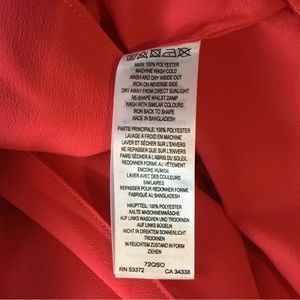 MAIN: 100% POLYESTER
MACHINE WASH COLD
WASH AND DRY INSIDE OUT
IRON ON REVERSE SIDE
DRY AWAY FROM DIRECT SUNLIGHT
RE-SHAPE WHILST DAMP
WASH WITH SIMILAR COLOURS
IRON BACK TO SHAPE
MADE IN BANGLADESH
PARTIE PRINCIPALE: 100% POLYESTER
LAVAGE À FROID EN MACHINE
LAVER ET SÉCHER SUR L'ENVERS
NE REPASSER QUE SUR L'ENVERS
FAIRE SÉCHER À L'ABRI DU SOLEIL
REDONNER FORME AU VÊTEMENT
ENCORE HUMIDE
LAVER AVEC DES COULEURS
SIMILAIRES
REPASSER POUR REDONNER FORME
FABRIQUÉ AU BANGLADESH
HAUPTTEIL: 100% POLYESTER
KALTE MASCHINENWÄSCHE
AUF LINKS WASCHEN UND TROCKNEN
AUF LINKS BÜGELN
NICHT IN DIREKTEM SONNENLICHT
TROCKNEN
IN FEUCHTEM ZUSTAND IN FORM
ZIEHEN
72QSO
RN 53372 CA 34338